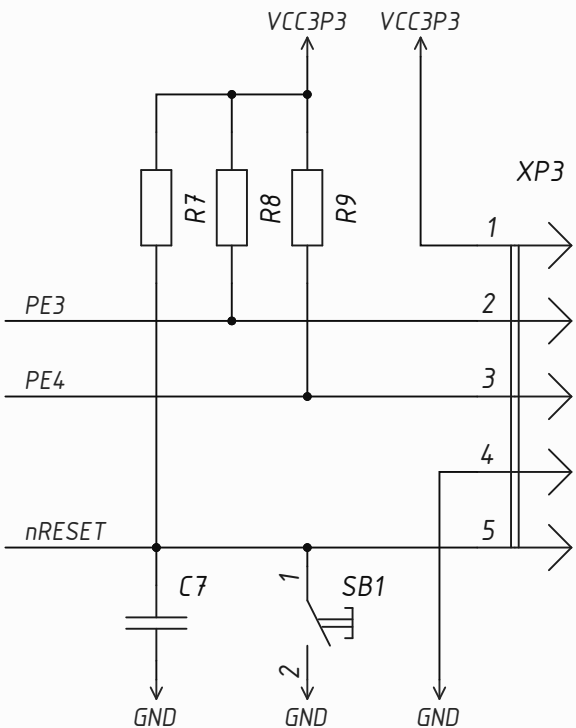 VCC3P3 VCC3P3
XP3
R7 R8 R9
1
PE3 2
PE4 3
4
nRESET 5
C7 1 SB1
2
GND GND GND